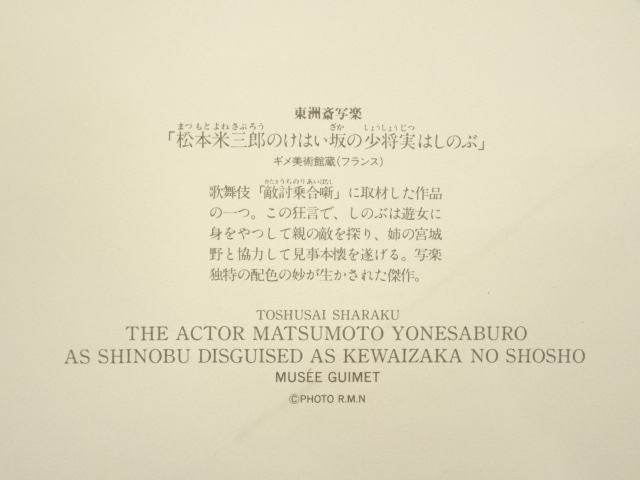 東洲斎写楽
「松本米三郎のけはい坂の少将実はしのぶ」
ギメ美術館蔵(フランス)
歌舞伎「敵討乗合噺」に取材した作品
の一つ。この狂言で、しのぶは遊女に
身をやつして親の敵を探り、姉の宮城
野と協力して見事本懐を遂げる。写楽
独特の配色の妙が生かされた傑作。
TOSHUSAI SHARAKU
THE ACTOR MATSUMOTO YONESABURO
AS SHINOBU DISGUISED AS KEWAIZAKA NO SHOSHO
MUSÉE GUIMET
©PHOTO R.M.N